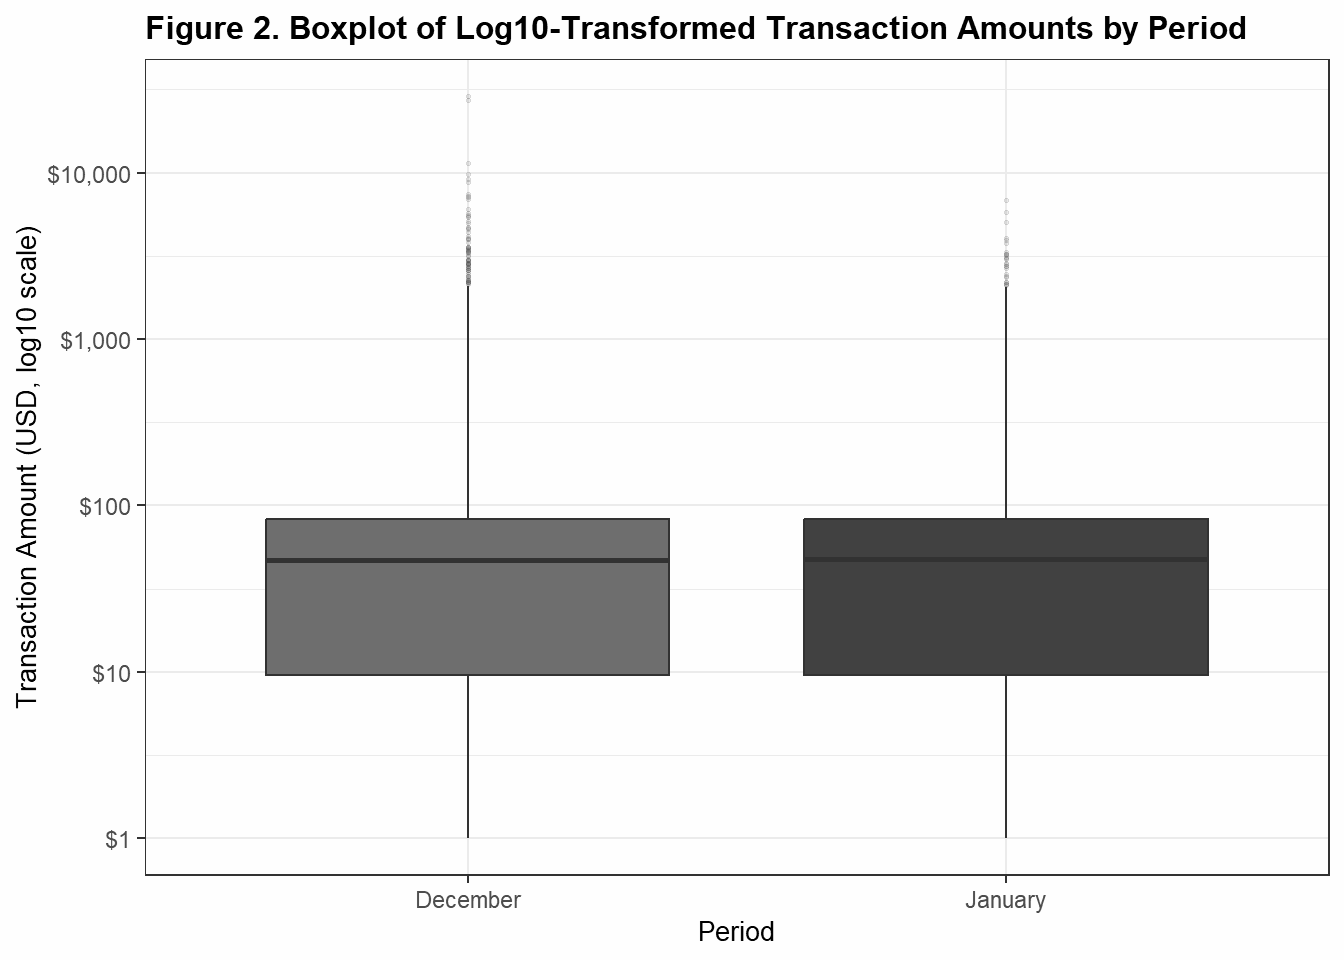 Figure 2. Boxplot of Log10-Transformed Transaction Amounts by Period
Transaction Amount (USD, log10 scale)
$10,000
$1,000
$100
$10
$1
December
January
Period